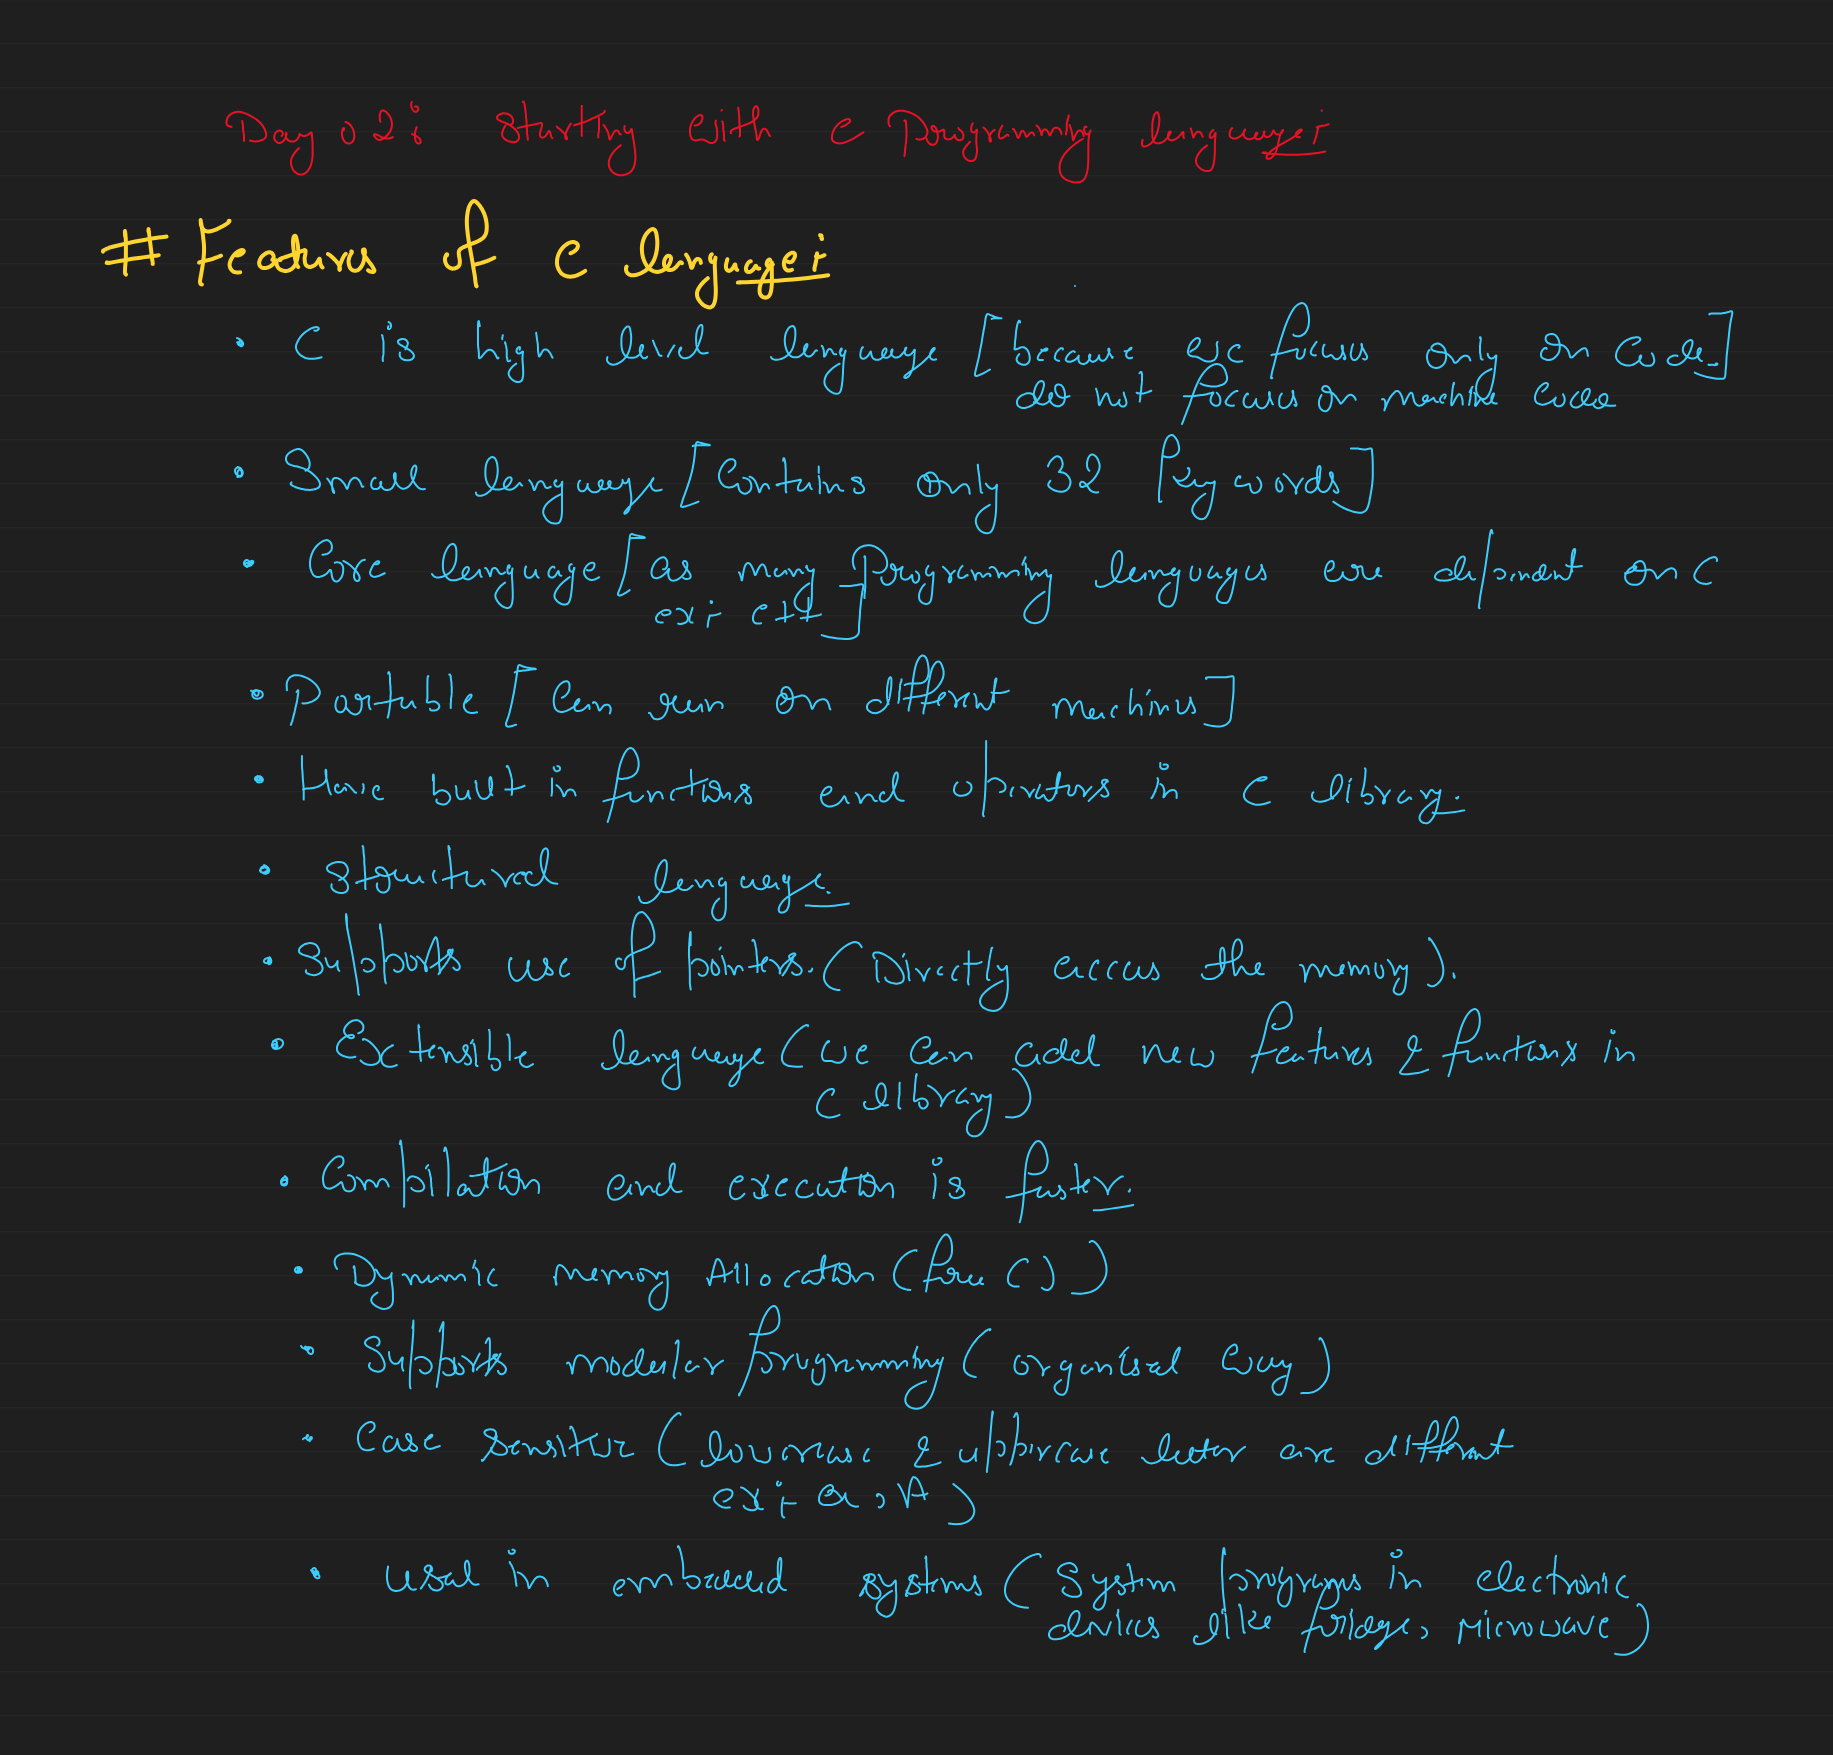 Day 02: Starting with C Programming language:-
# Features of C language:-
• C is high level language [because we focuses only on code.]
do not focuses on machine code
• Small language [Contains only 32 keywords]
• Core language [as many Programming languages are depindent on C
ex:- C++]
• Portable [Can run on different machines]
• Have built in functions and operators in C library.
• Structured language.
• Supports use of pointers. (Directly access the memory).
• Extensible language (we can add new features & functions in
C library)
• Compilation and execution is faster.
• Dynamic memory Allocation (free())
• Supports modular programming (organised way)
• Case Sensitive (lowercase & uppercase letter are different
ex:- a, A)
• used in embedded systems (System programs in electronic
devices like fridge, Microwave)